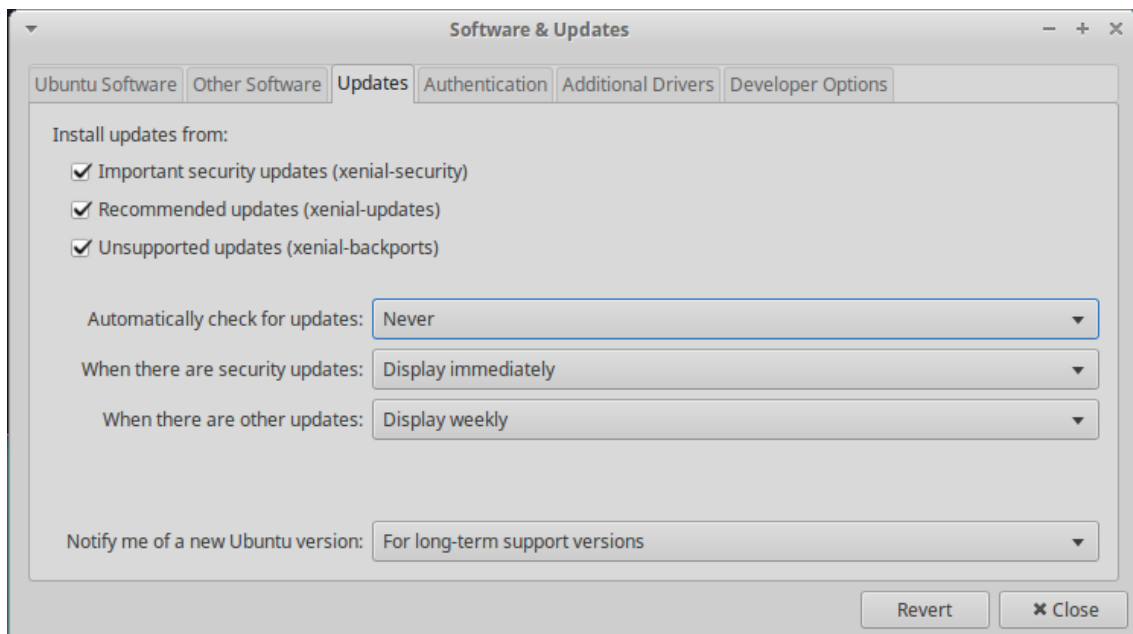 Software & Updates
Ubuntu Software Other Software Updates Authentication Additional Drivers Developer Options
Install updates from:
Important security updates (xenial-security)
Recommended updates (xenial-updates)
Unsupported updates (xenial-backports)
Automatically check for updates: Never
When there are security updates: Display immediately
When there are other updates: Display weekly
Notify me of a new Ubuntu version: For long-term support versions
Revert Close